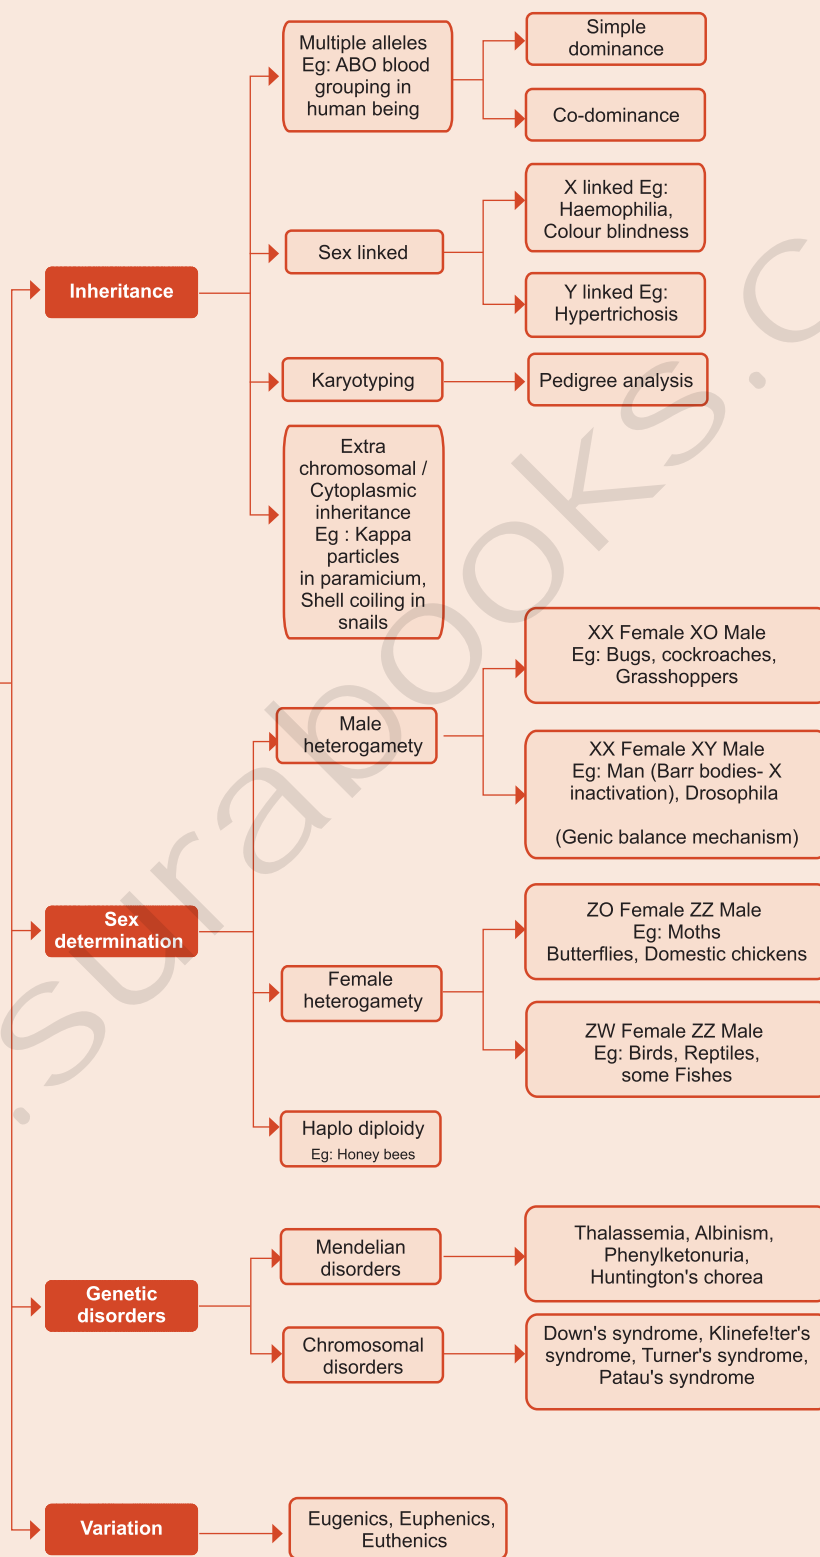 Multiple alleles
Eg: ABO blood
grouping in
human being
Simple
dominance
Co-dominance
Inheritance
Sex linked
X linked Eg:
Haemophilia,
Colour blindness
Y linked Eg:
Hypertrichosis
Karyotyping
Pedigree analysis
Extra
chromosomal /
Cytoplasmic
inheritance
Eg : Kappa
particles
in paramicium,
Shell coiling in
snails
Sex
determination
Male
heterogamety
XX Female XO Male
Eg: Bugs, cockroaches,
Grasshoppers
XX Female XY Male
Eg: Man (Barr bodies- X
inactivation), Drosophila
(Genic balance mechanism)
Female
heterogamety
ZO Female ZZ Male
Eg: Moths
Butterflies, Domestic chickens
ZW Female ZZ Male
Eg: Birds, Reptiles,
some Fishes
Haplo diploidy
Eg: Honey bees
Genetic
disorders
Mendelian
disorders
Thalassemia, Albinism,
Phenylketonuria,
Huntington's chorea
Chromosomal
disorders
Down's syndrome, Klinefe!ter's
syndrome, Turner's syndrome,
Patau's syndrome
Variation
Eugenics, Euphenics,
Euthenics
.surabooks.c